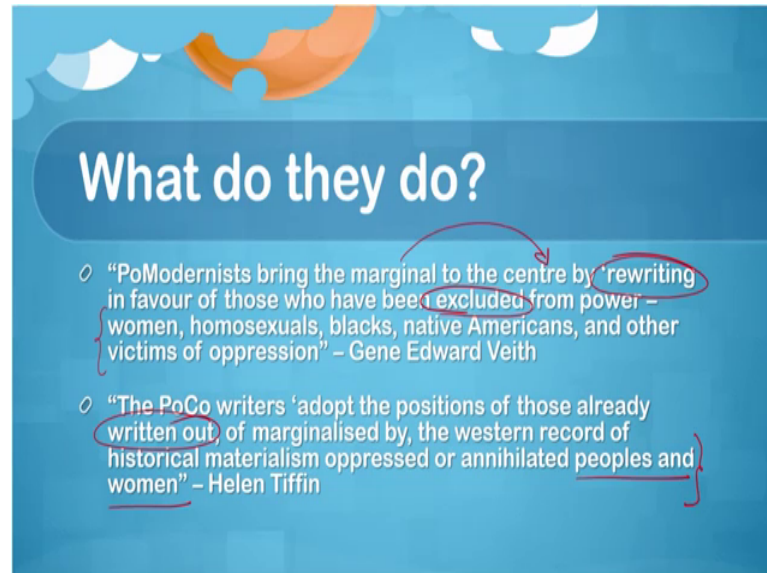 What do they do?
“PoModernists bring the marginal to the centre by ‘rewriting
in favour of those who have been excluded from power –
women, homosexuals, blacks, native Americans, and other
victims of oppression” – Gene Edward Veith
“The PoCo writers ‘adopt the positions of those already
written out, of marginalised by, the western record of
historical materialism oppressed or annihilated peoples and
women” – Helen Tiffin